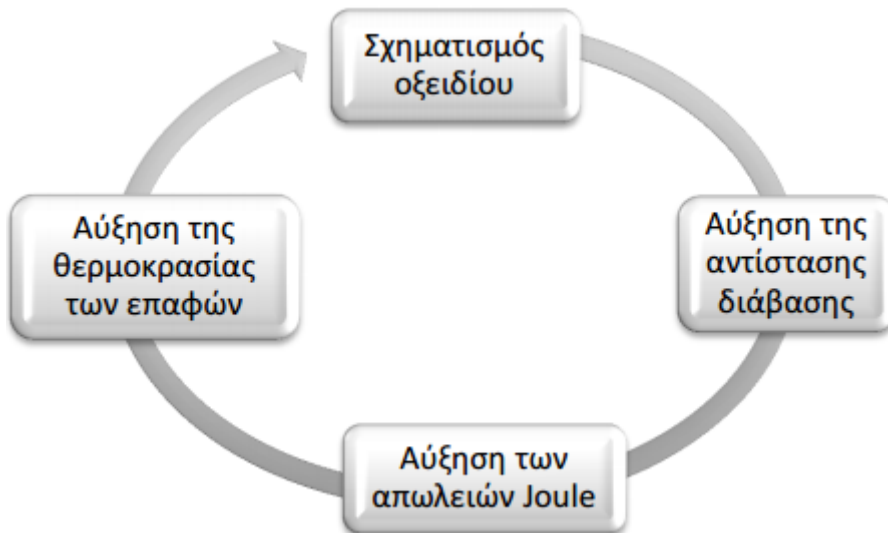 Σχηματισμός
οξειδίου
Αύξηση της
αντίστασης
διάβασης
Αύξηση των
απωλειών Joule
Αύξηση της
θερμοκρασίας
των επαφών